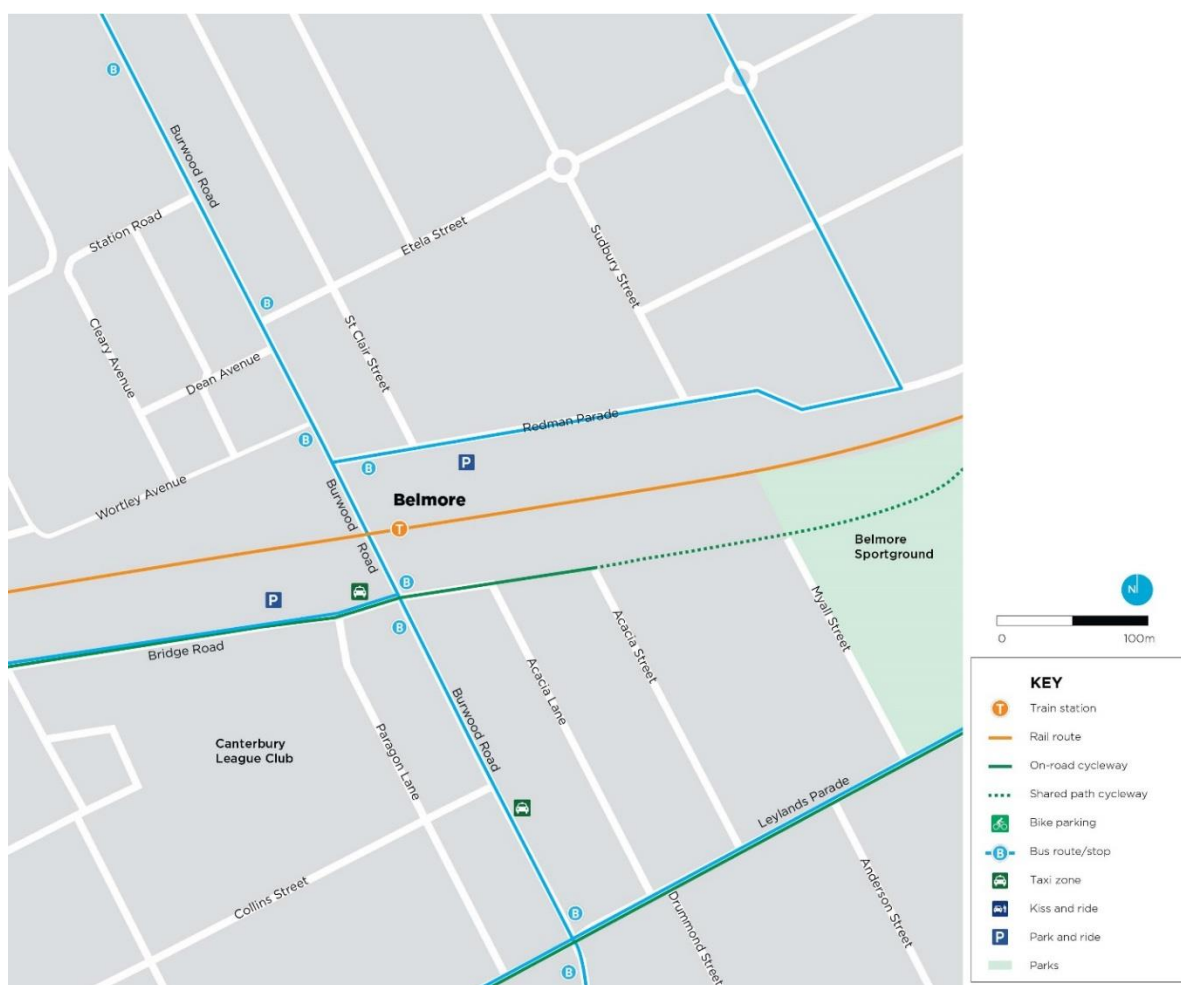 B
Burwood Road
Station Road
Etela Street
Sudbury Street
B
St Clair Street
Cleary Avenue
Dean Avenue
Redman Parade
B
B
P
Wortley Avenue
Burwood
Road
Belmore
T
Belmore
Sportground
B
P
B
Bridge Road
Acacia Lane
Acacia Street
Myall Street
Burwood Road
Paragon Lane
Canterbury
League Club
Leylands Parade
Collins Street
Drummond Street
Anderson Street
B
B
N
0 100m
KEY
T Train station
Rail route
On-road cycleway
Shared path cycleway
Bike parking
B Bus route/stop
Taxi zone
Kiss and ride
P Park and ride
Parks